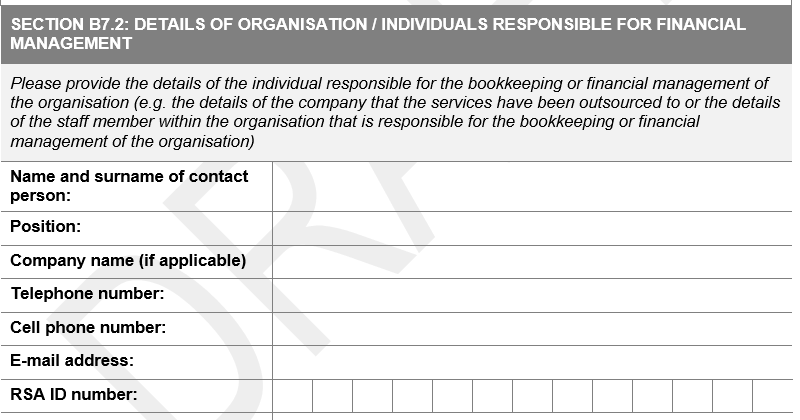 SECTION B7.2: DETAILS OF ORGANISATION / INDIVIDUALS RESPONSIBLE FOR FINANCIAL
MANAGEMENT
Please provide the details of the individual responsible for the bookkeeping or financial management of
the organisation (e.g. the details of the company that the services have been outsourced to or the details
of the staff member within the organisation that is responsible for the bookkeeping or financial
management of the organisation)
Name and surname of contact
person:
Position:
Company name (if applicable)
Telephone number:
Cell phone number:
E-mail address:
RSA ID number: